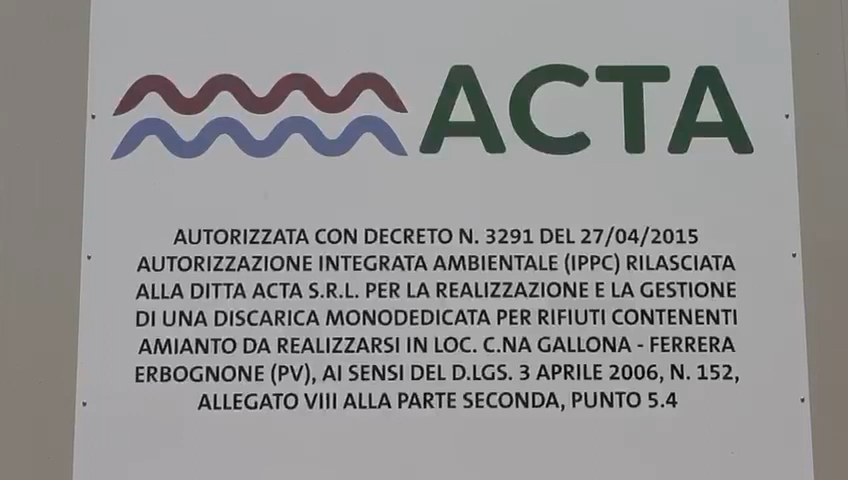 ACTA
AUTORIZZATA CON DECRETO N. 3291 DEL 27/04/2015
AUTORIZZAZIONE INTEGRATA AMBIENTALE (IPPC) RILASCIATA
ALLA DITTA ACTA S.R.L. PER LA REALIZZAZIONE E LA GESTIONE
DI UNA DISCARICA MONODEDICATA PER RIFIUTI CONTENENTI
AMIANTO DA REALIZZARSI IN LOC. C.NA GALLONA - FERRERA
ERBOGNONE (PV), AI SENSI DEL D.LGS. 3 APRILE 2006, N. 152,
ALLEGATO VIII ALLA PARTE SECONDA, PUNTO 5.4